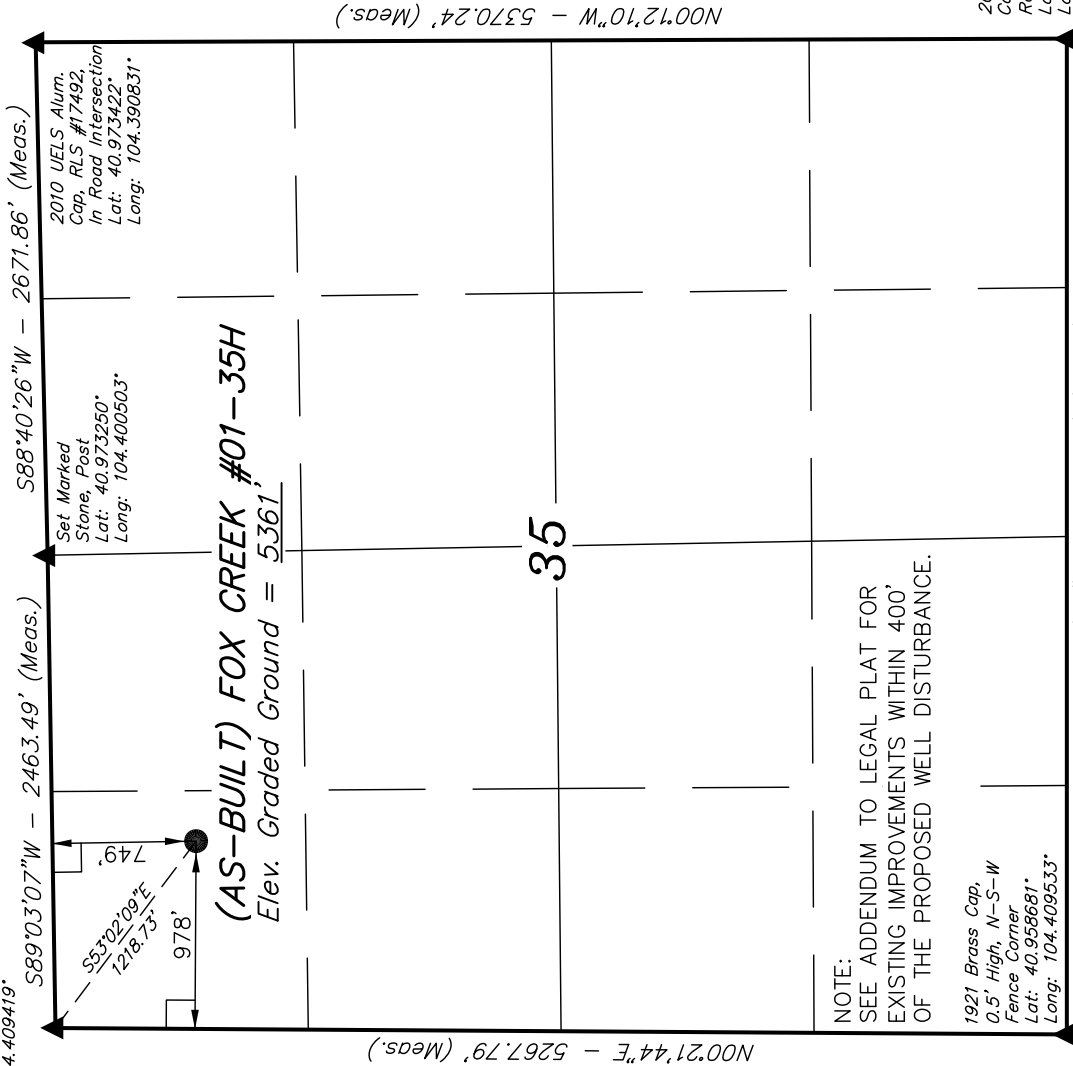 4.409419°
S89°03'07"W – 2463.49' (Meas.)
S88°40'26"W – 2671.86' (Meas.)
N00°12'10"W – 5370.24' (Meas.)
N00°21'44"E – 5267.79' (Meas.)
2010 UELS Alum.
Cap, RLS #17492,
In Road Intersection
Lat: 40.973422°
Long: 104.390831°
Set Marked
Stone, Post
Lat: 40.973250°
Long: 104.400503°
S53°02'09"E
1218.73'
749'
978'
(AS–BUILT) FOX CREEK #01–35H
Elev. Graded Ground = 5361'
35
NOTE:
SEE ADDENDUM TO LEGAL PLAT FOR
EXISTING IMPROVEMENTS WITHIN 400'
OF THE PROPOSED WELL DISTURBANCE.
1921 Brass Cap,
0.5' High, N–S–W
Fence Corner
Lat: 40.958681°
Long: 104.409533°